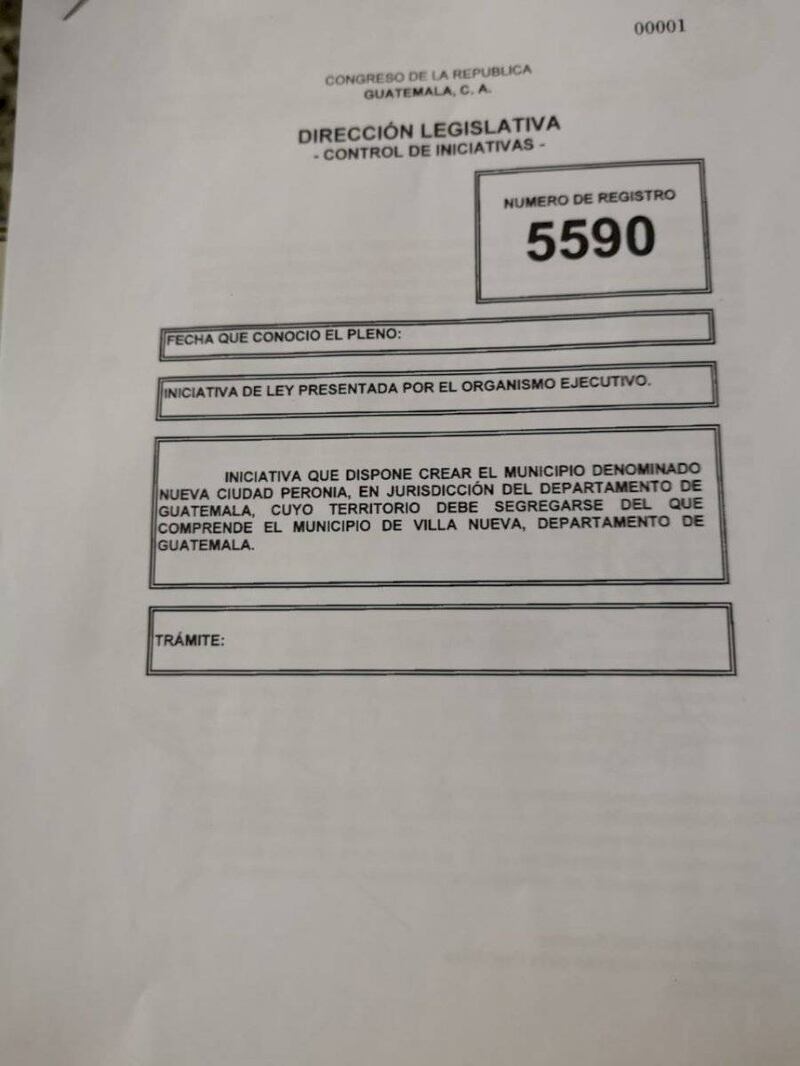 00001
CONGRESO DE LA REPUBLICA
GUATEMALA, C. A.
DIRECCIÓN LEGISLATIVA
- CONTROL DE INICIATIVAS -
NUMERO DE REGISTRO
5590
FECHA QUE CONOCIO EL PLENO:
INICIATIVA DE LEY PRESENTADA POR EL ORGANISMO EJECUTIVO.
INICIATIVA QUE DISPONE CREAR EL MUNICIPIO DENOMINADO
NUEVA CIUDAD PERONIA, EN JURISDICCIÓN DEL DEPARTAMENTO DE
GUATEMALA, CUYO TERRITORIO DEBE SEGREGARSE DEL QUE
COMPRENDE EL MUNICIPIO DE VILLA NUEVA, DEPARTAMENTO DE
GUATEMALA.
TRÁMITE: